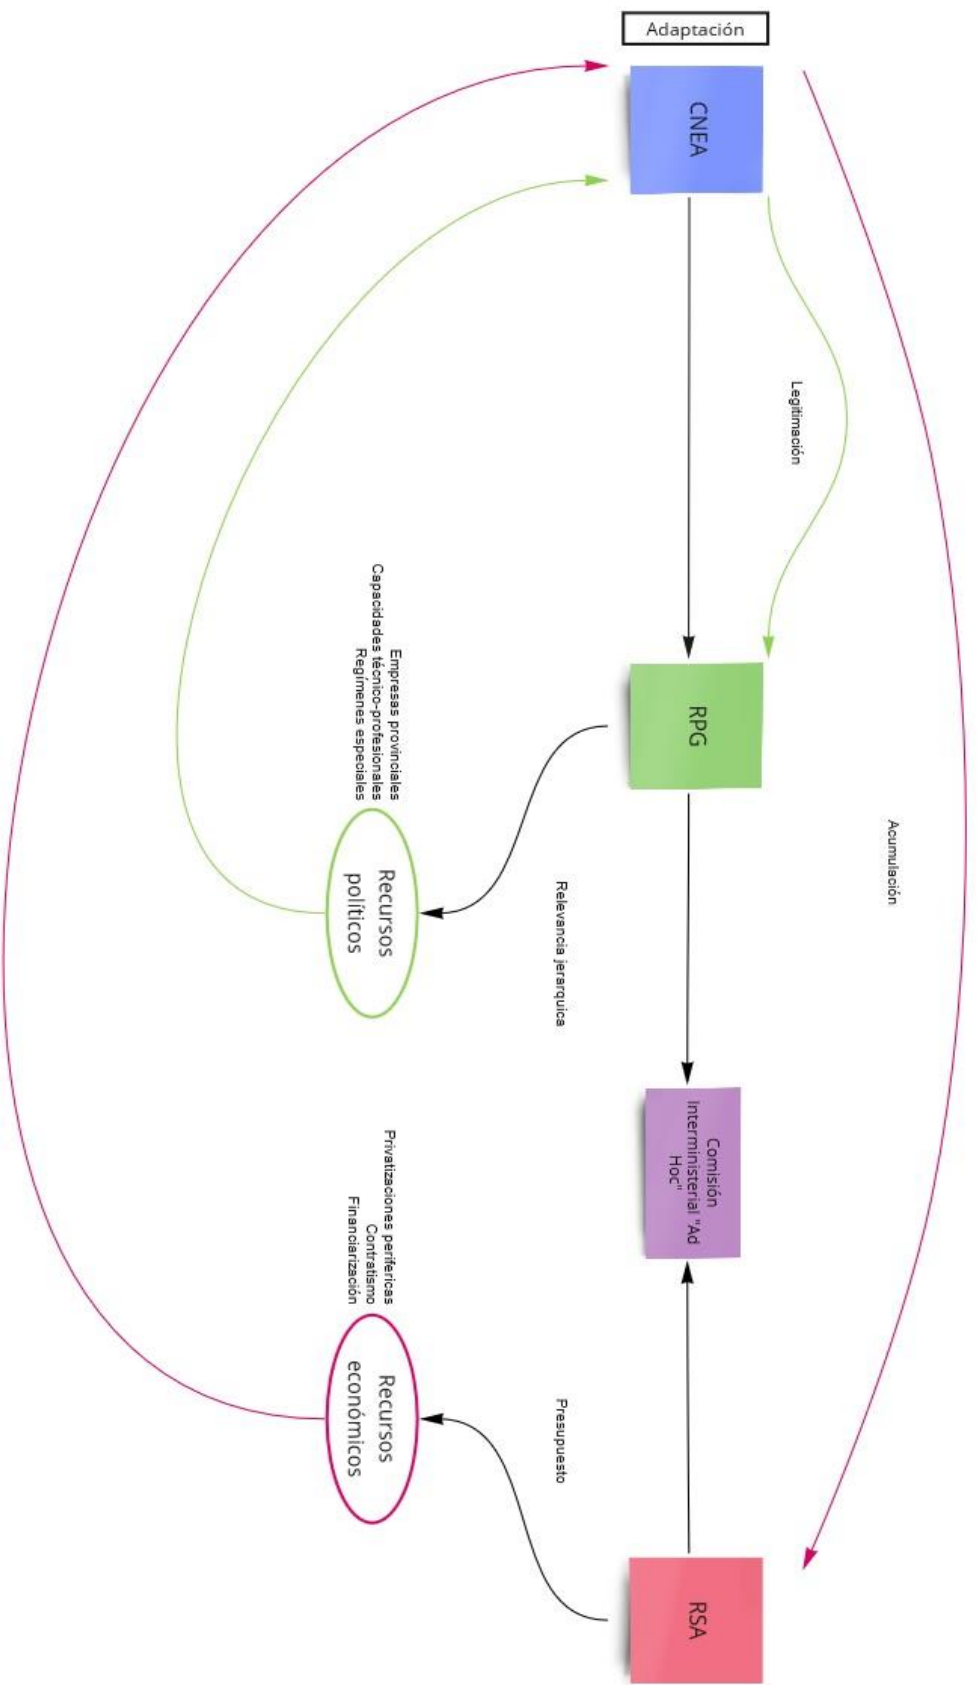 Adaptación
CNEA
Legitimación
RPG
Acumulación
Empresas provinciales
Capacidades técnico-profesionales
Regímenes especiales
Recursos
políticos
Relevancia jerarquica
Comisión
Interministerial "Ad
Hoc"
Privatizaciones perifericas
Contratismo
Financiarización
Recursos
económicos
Presupuesto
RSA